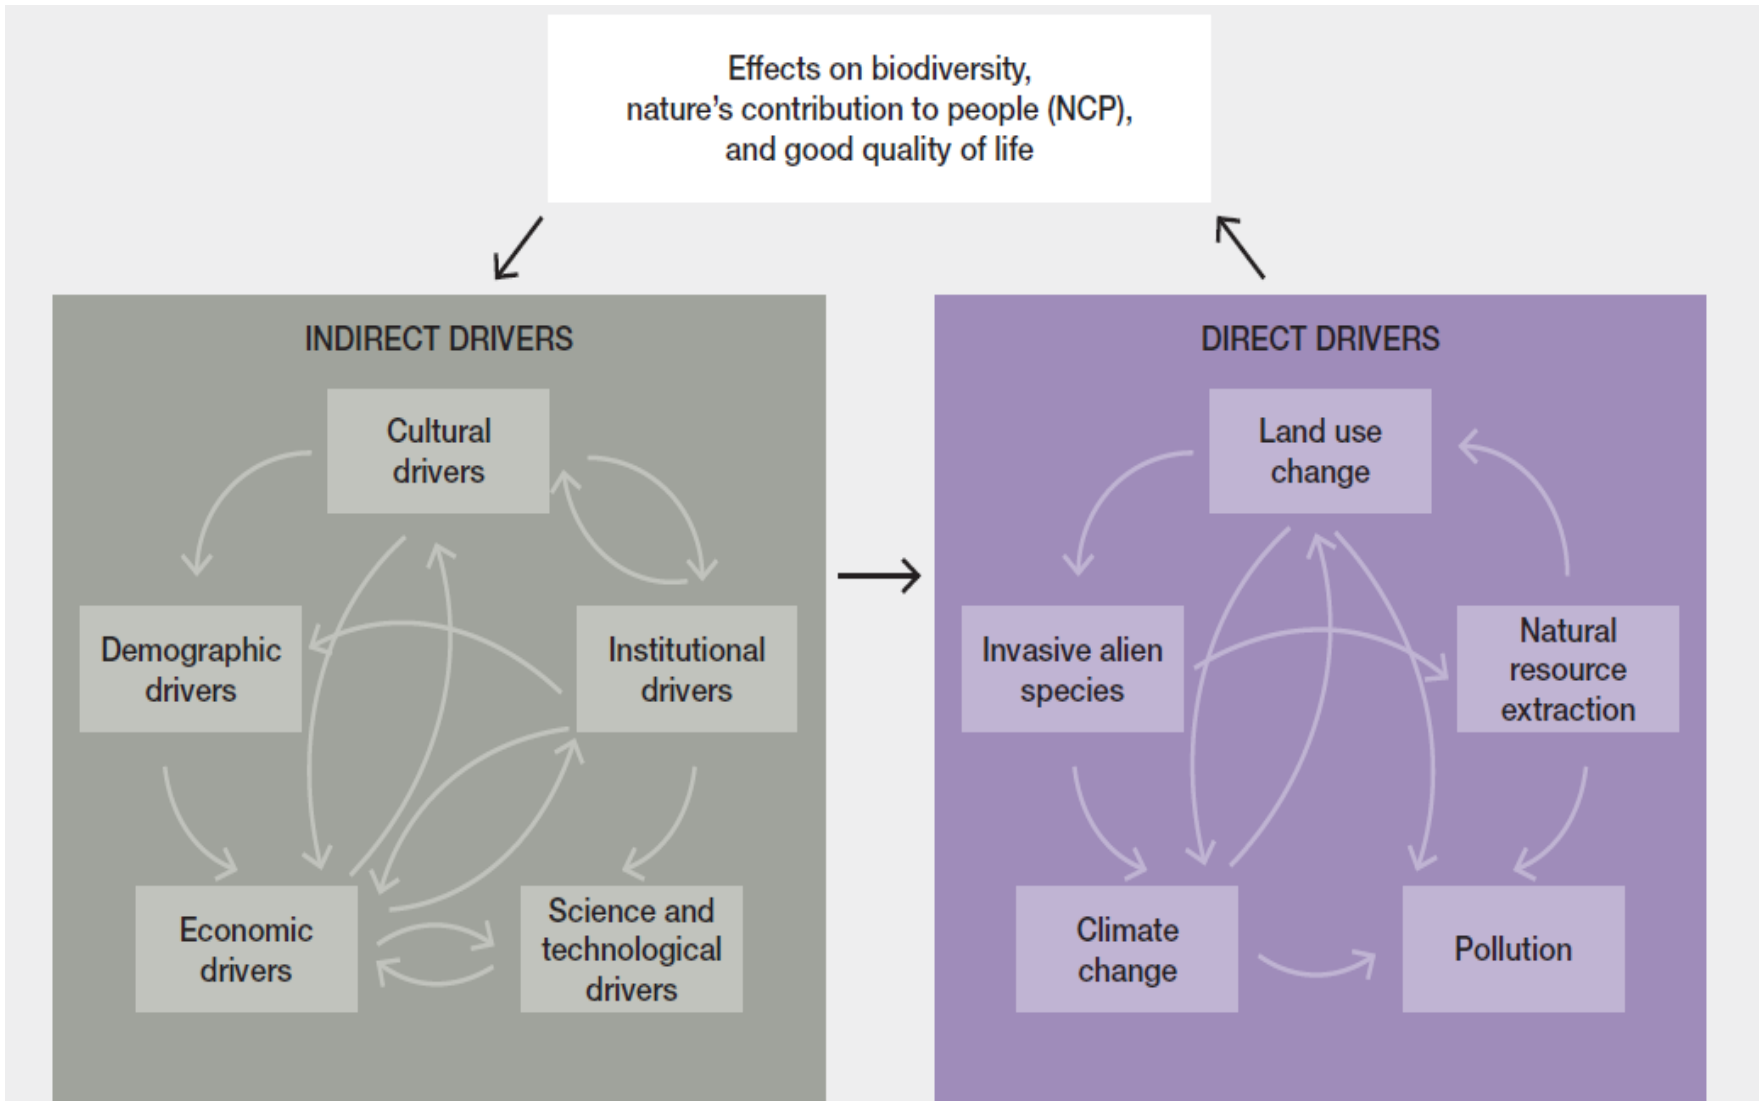 Effects on biodiversity,
nature's contribution to people (NCP),
and good quality of life
INDIRECT DRIVERS
Cultural
drivers
Demographic
drivers
Institutional
drivers
Economic
drivers
Science and
technological
drivers
DIRECT DRIVERS
Land use
change
Invasive alien
species
Natural
resource
extraction
Climate
change
Pollution